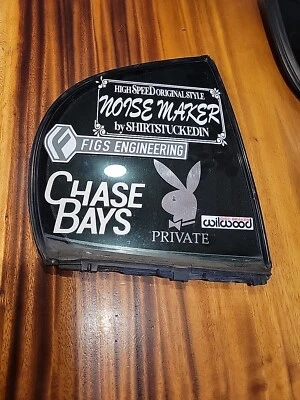 HIGH SPEED ORIGINAL STYLE
NOISE MAKER
by SHIRTSTUCKEDIN
FIGS ENGINEERING
CHASE
BAYS
PRIVATE
wilwood